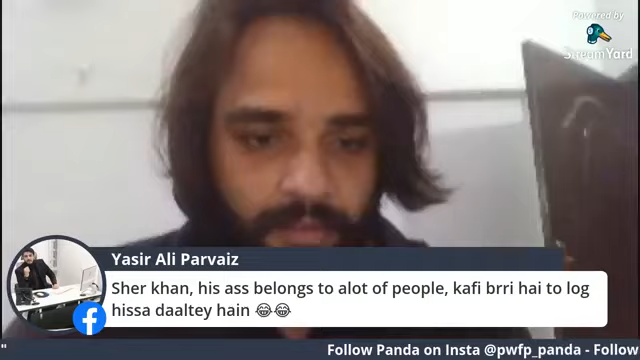 Powered by
StreamYard
Yasir Ali Parvaiz
Sher khan, his ass belongs to alot of people, kafi brri hai to log
hissa daaltey hain 😂😂
" Follow Panda on Insta @pwfp_panda - Follow